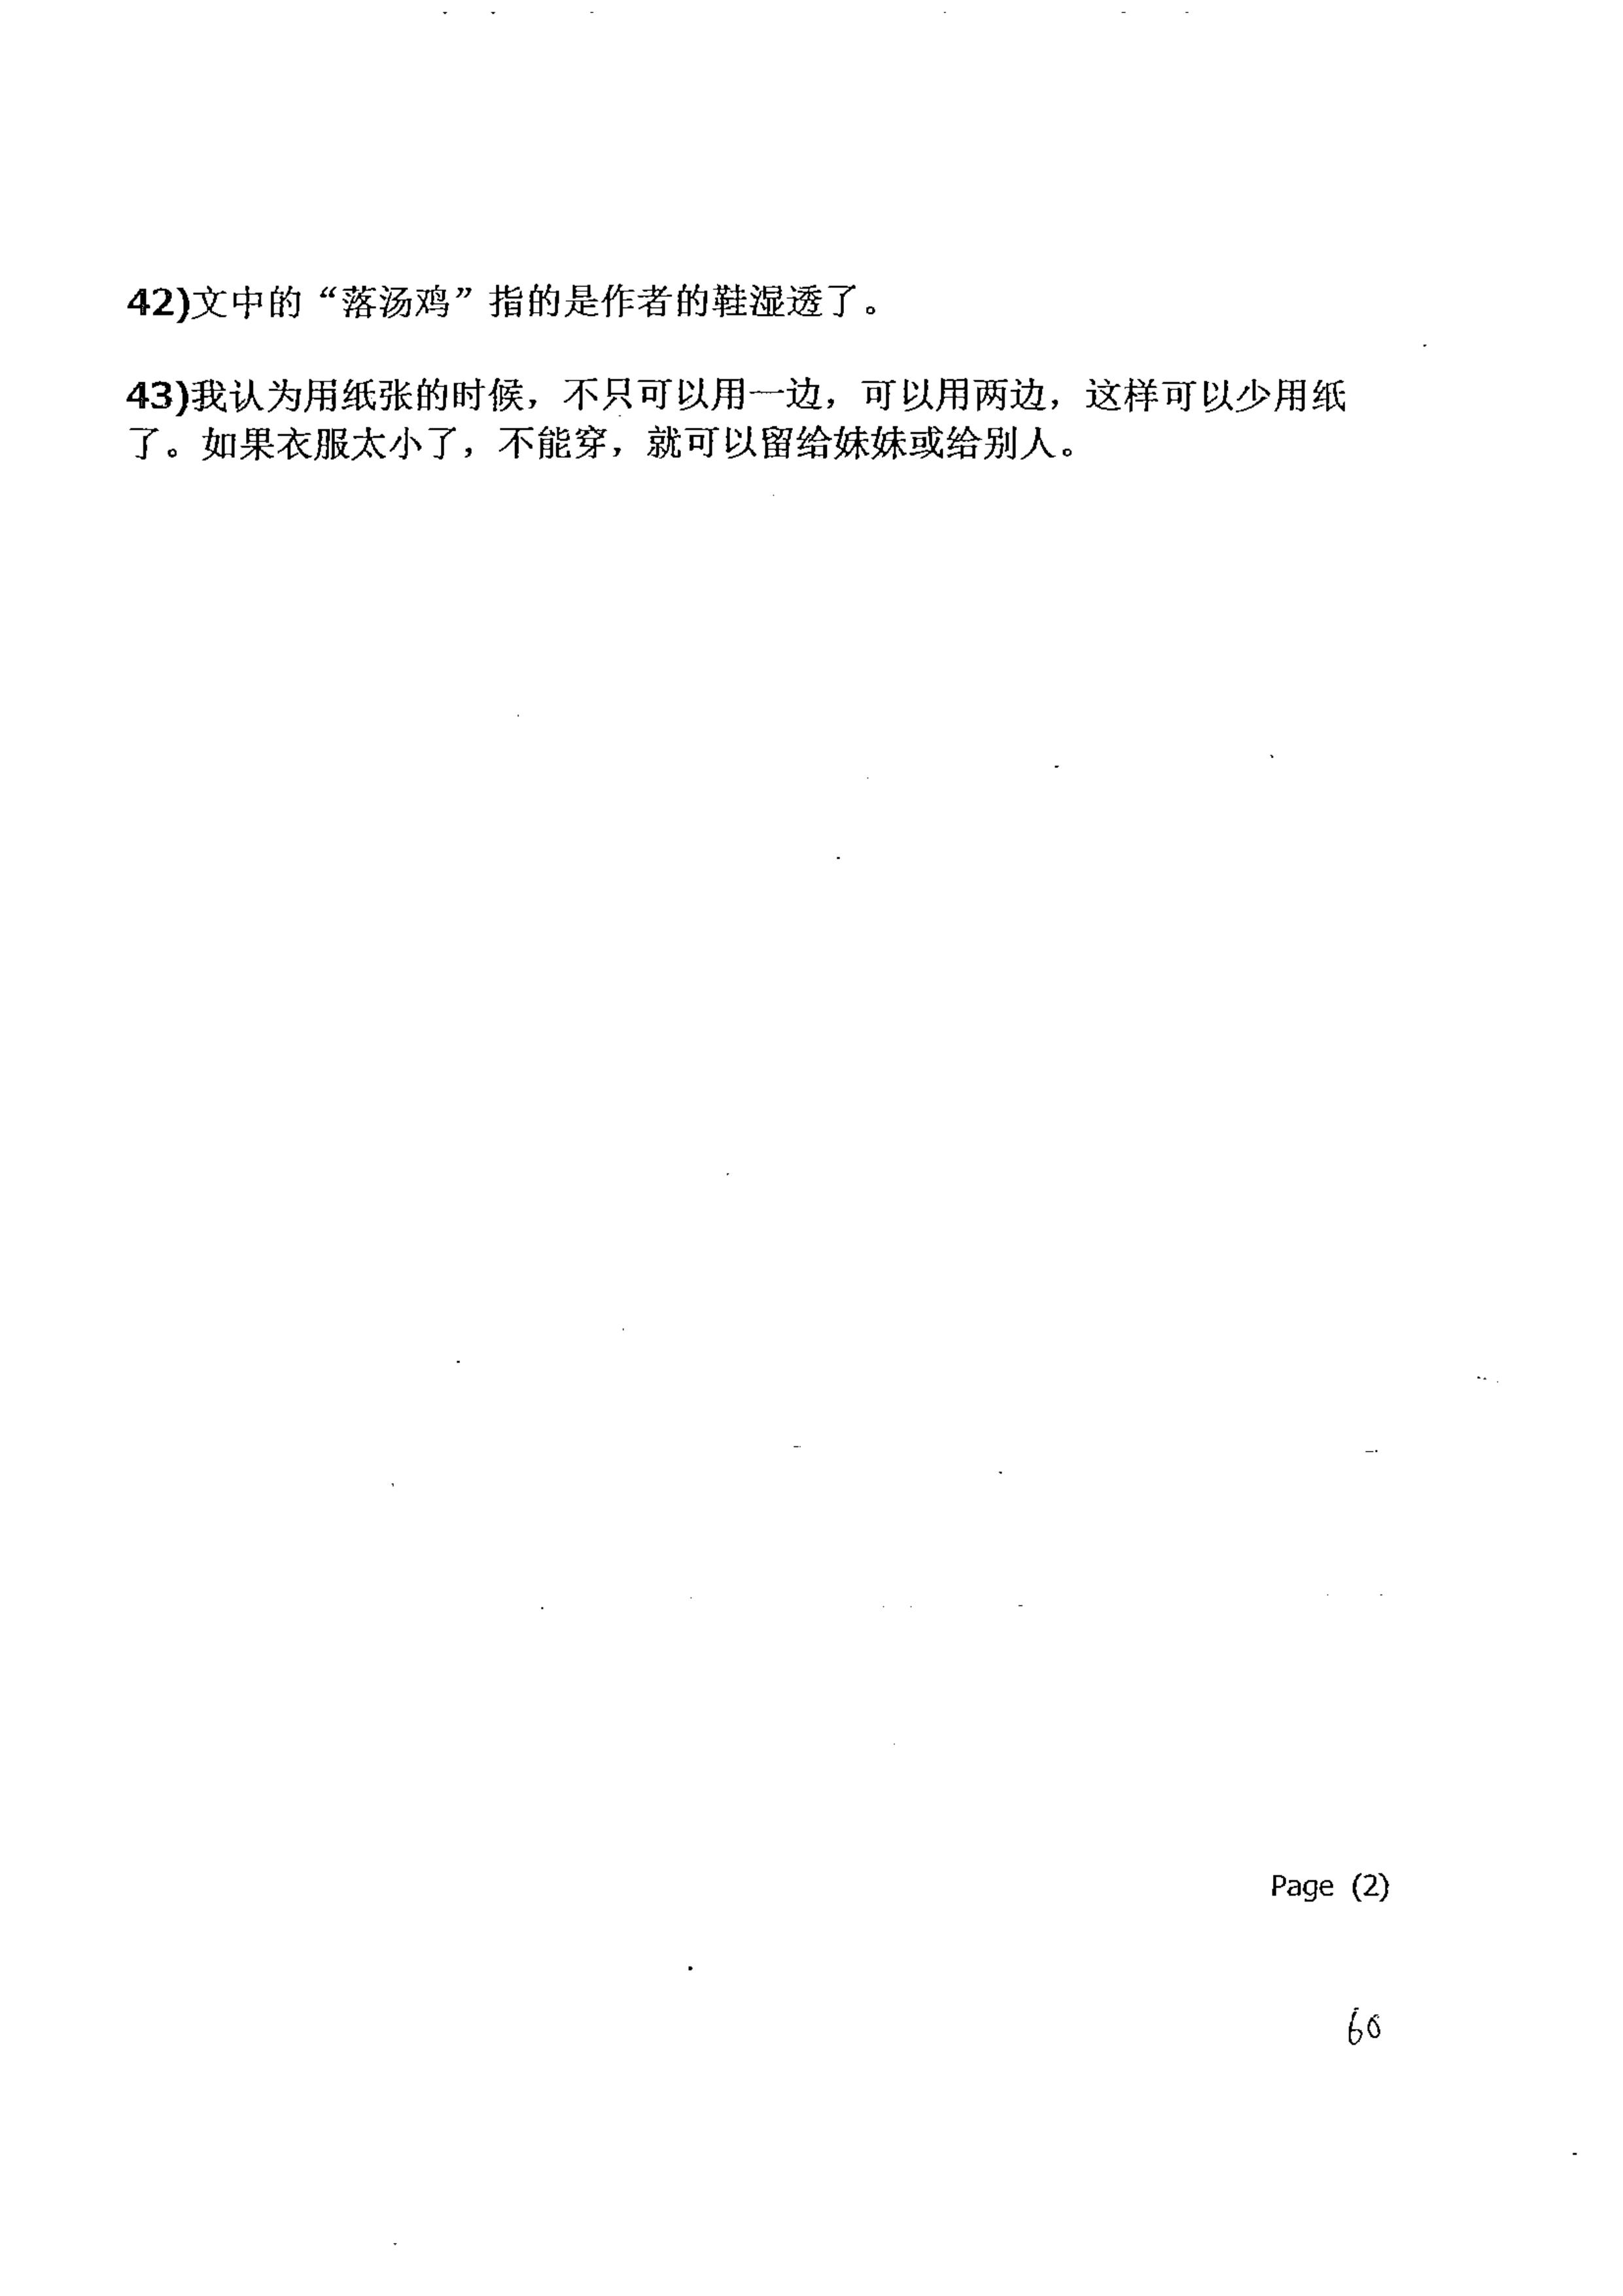 42)文中的“落汤鸡”指的是作者的鞋湿透了。
43)我认为用纸张的时候，不只可以用一边，可以用两边，这样可以少用纸
了。如果衣服太小了，不能穿，就可以留给妹妹或给别人。
Page (2)
60